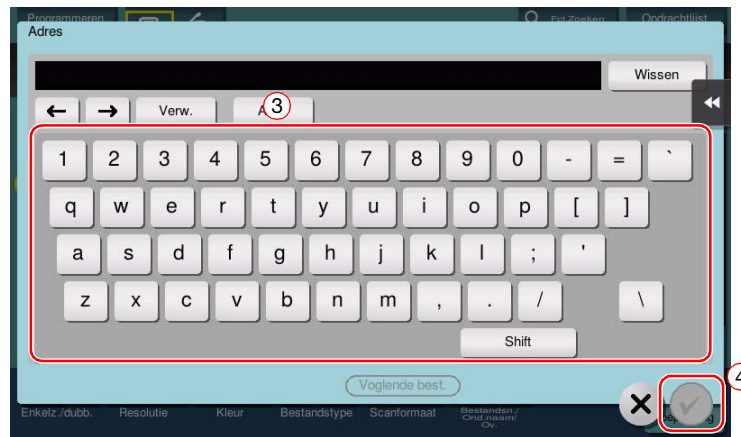 Programmeren Est.Zoeken Opdrachtlijst
Adres
Wissen
← → Verw. 3
1 2 3 4 5 6 7 8 9 0 - = `
q w e r t y u i o p [ ]
a s d f g h j k l ; '
z x c v b n m , . / \
Shift
Voglende best. 4
Enkelz./dubb. Resolutie Kleur Bestandstype Scanformaat Bestandsn./
Ond.naam/
Ov.